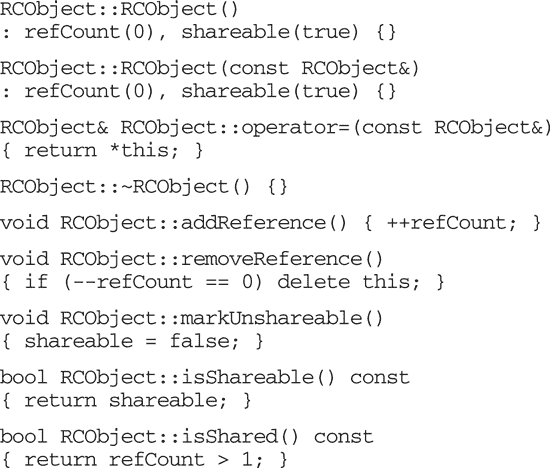 RCObject::RCObject()
: refCount(0), shareable(true) {}
RCObject::RCObject(const RCObject&)
: refCount(0), shareable(true) {}
RCObject& RCObject::operator=(const RCObject&)
{ return *this; }
RCObject::~RCObject() {}
void RCObject::addReference() { ++refCount; }
void RCObject::removeReference()
{ if (--refCount == 0) delete this; }
void RCObject::markUnshareable()
{ shareable = false; }
bool RCObject::isShareable() const
{ return shareable; }
bool RCObject::isShared() const
{ return refCount > 1; }